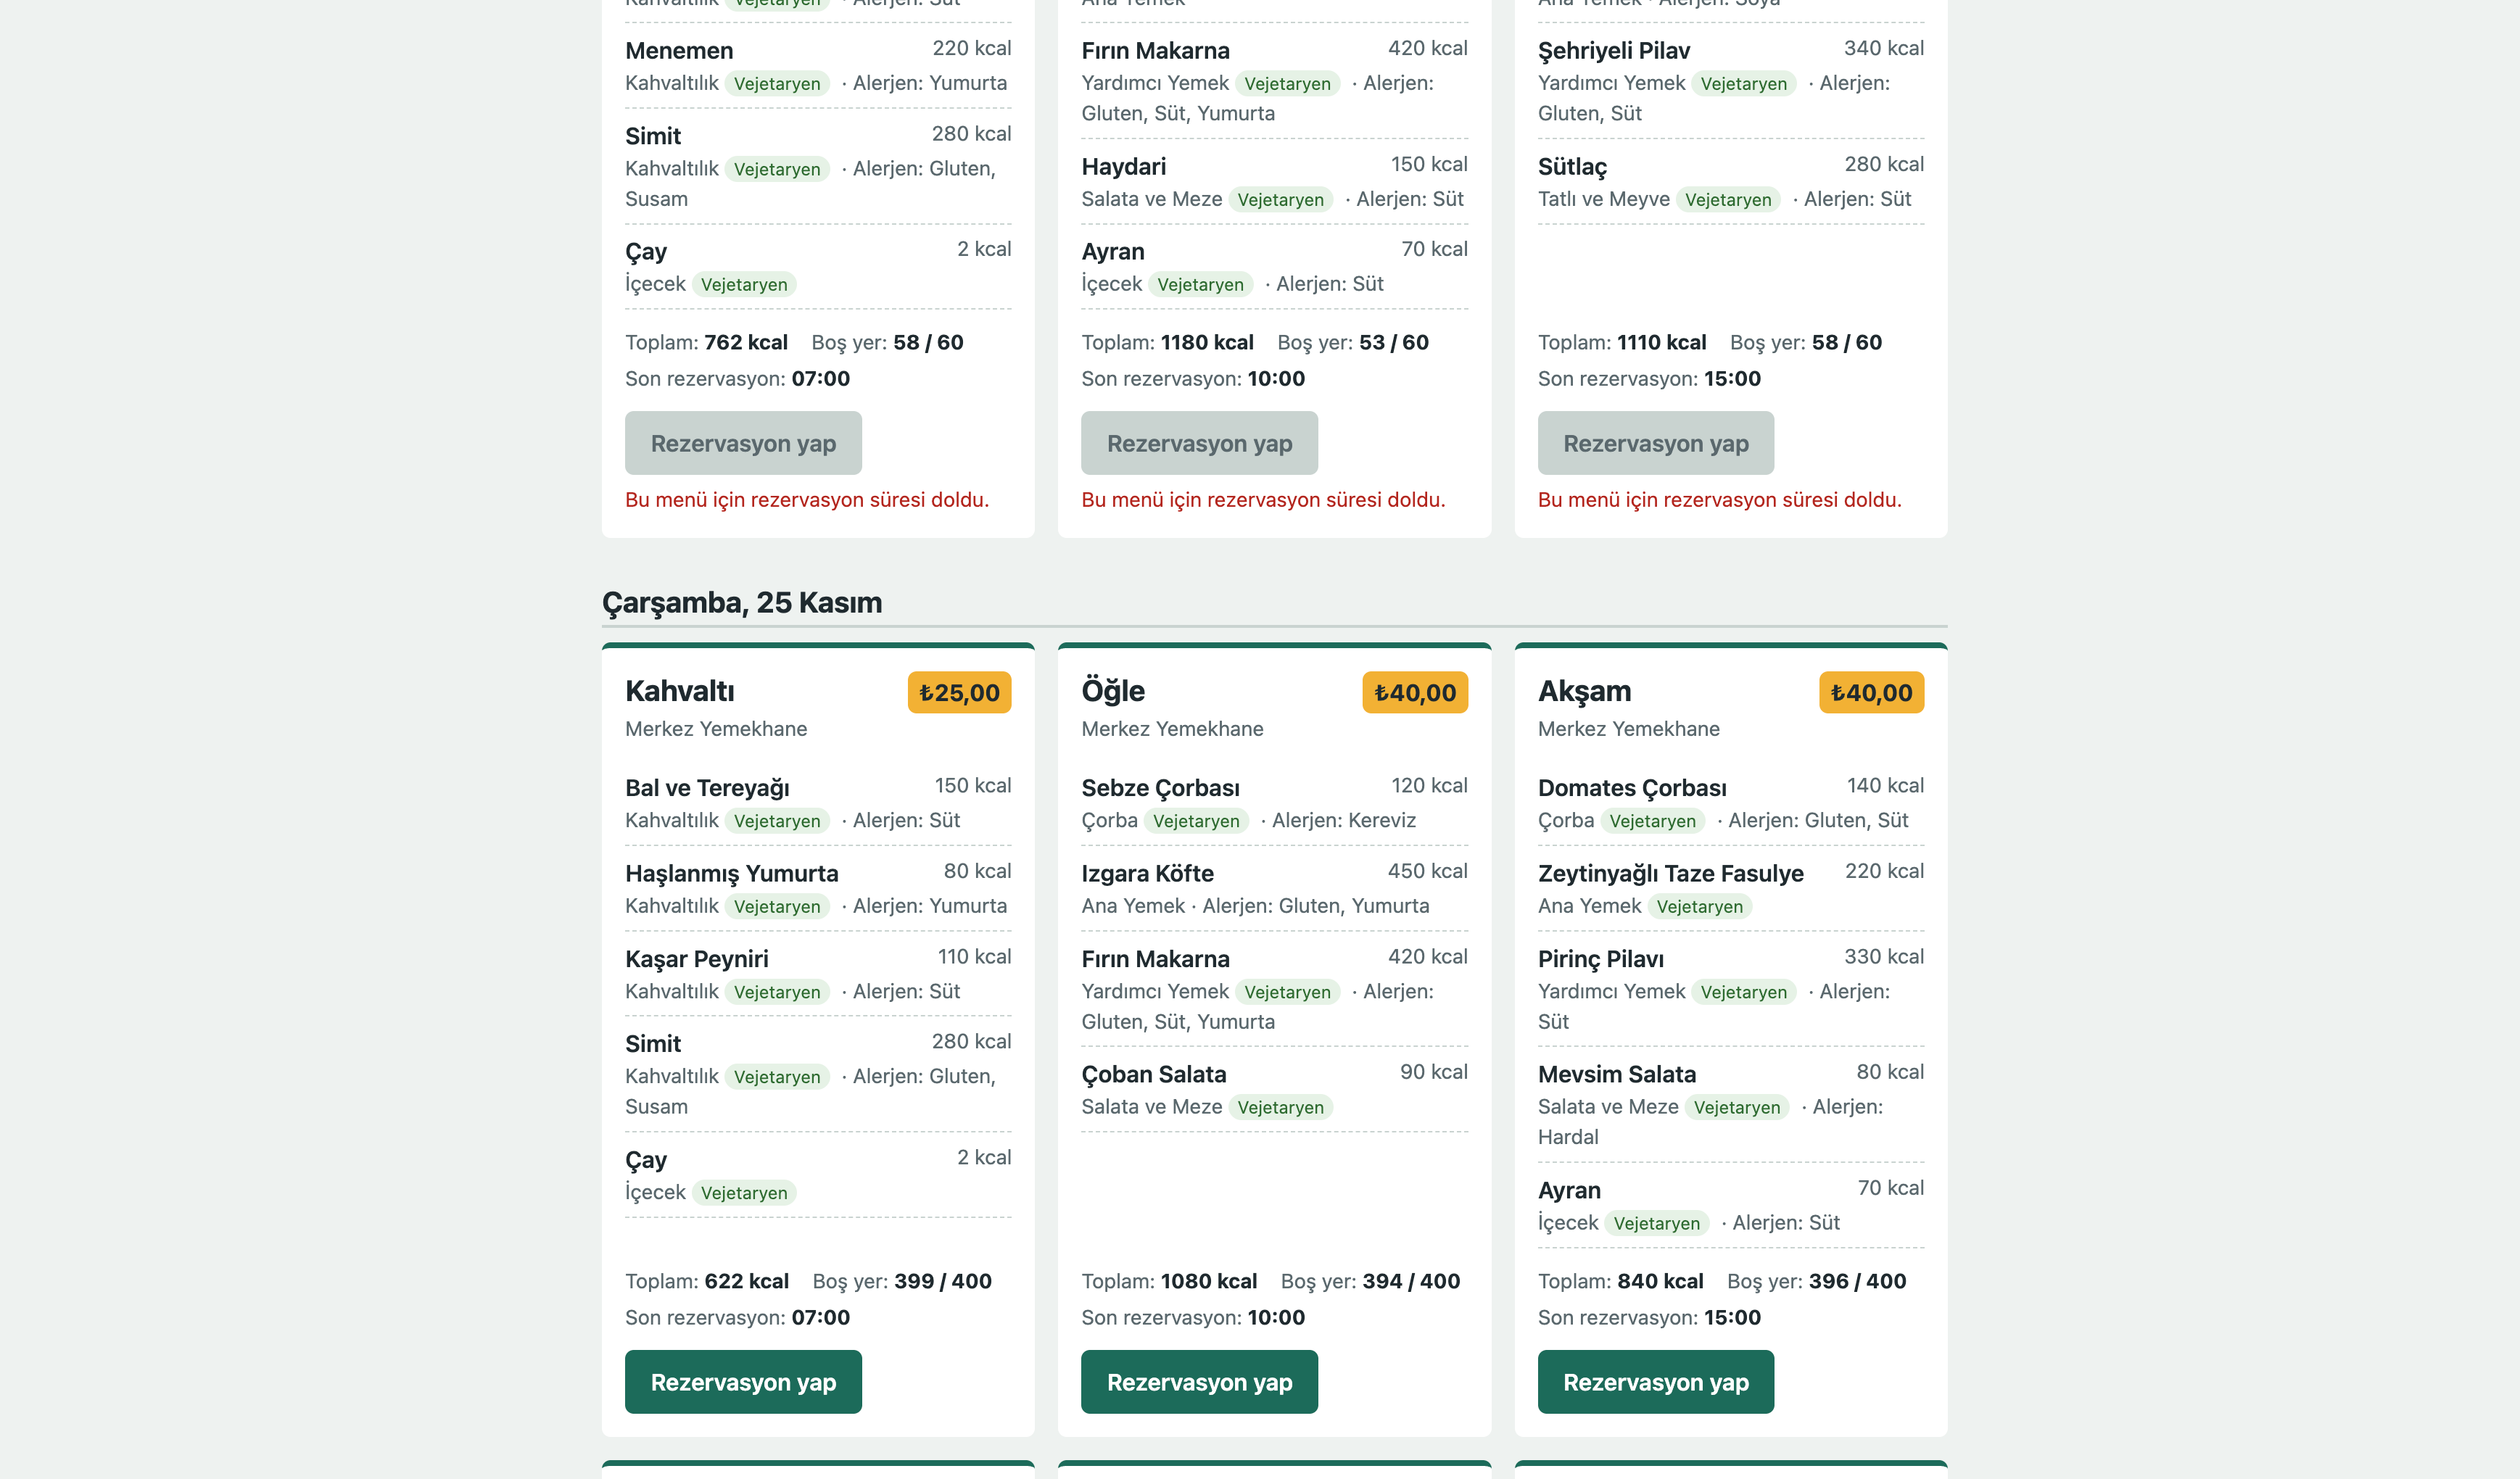 Kahvaltılık Vejetaryen · Alerjen: Süt
Menemen 220 kcal
Kahvaltılık Vejetaryen · Alerjen: Yumurta
Simit 280 kcal
Kahvaltılık Vejetaryen · Alerjen: Gluten,
Susam
Çay 2 kcal
İçecek Vejetaryen
Toplam: 762 kcal Boş yer: 58 / 60
Son rezervasyon: 07:00
Rezervasyon yap
Bu menü için rezervasyon süresi doldu.
Ana Yemek
Fırın Makarna 420 kcal
Yardımcı Yemek Vejetaryen · Alerjen:
Gluten, Süt, Yumurta
Haydari 150 kcal
Salata ve Meze Vejetaryen · Alerjen: Süt
Ayran 70 kcal
İçecek Vejetaryen · Alerjen: Süt
Toplam: 1180 kcal Boş yer: 53 / 60
Son rezervasyon: 10:00
Rezervasyon yap
Bu menü için rezervasyon süresi doldu.
Ana Yemek · Alerjen: Soya
Şehriyeli Pilav 340 kcal
Yardımcı Yemek Vejetaryen · Alerjen:
Gluten, Süt
Sütlaç 280 kcal
Tatlı ve Meyve Vejetaryen · Alerjen: Süt
Toplam: 1110 kcal Boş yer: 58 / 60
Son rezervasyon: 15:00
Rezervasyon yap
Bu menü için rezervasyon süresi doldu.
Çarşamba, 25 Kasım
Kahvaltı ₺25,00
Merkez Yemekhane
Bal ve Tereyağı 150 kcal
Kahvaltılık Vejetaryen · Alerjen: Süt
Haşlanmış Yumurta 80 kcal
Kahvaltılık Vejetaryen · Alerjen: Yumurta
Kaşar Peyniri 110 kcal
Kahvaltılık Vejetaryen · Alerjen: Süt
Simit 280 kcal
Kahvaltılık Vejetaryen · Alerjen: Gluten,
Susam
Çay 2 kcal
İçecek Vejetaryen
Toplam: 622 kcal Boş yer: 399 / 400
Son rezervasyon: 07:00
Rezervasyon yap
Öğle ₺40,00
Merkez Yemekhane
Sebze Çorbası 120 kcal
Çorba Vejetaryen · Alerjen: Kereviz
Izgara Köfte 450 kcal
Ana Yemek · Alerjen: Gluten, Yumurta
Fırın Makarna 420 kcal
Yardımcı Yemek Vejetaryen · Alerjen:
Gluten, Süt, Yumurta
Çoban Salata 90 kcal
Salata ve Meze Vejetaryen
Toplam: 1080 kcal Boş yer: 394 / 400
Son rezervasyon: 10:00
Rezervasyon yap
Akşam ₺40,00
Merkez Yemekhane
Domates Çorbası 140 kcal
Çorba Vejetaryen · Alerjen: Gluten, Süt
Zeytinyağlı Taze Fasulye 220 kcal
Ana Yemek Vejetaryen
Pirinç Pilavı 330 kcal
Yardımcı Yemek Vejetaryen · Alerjen:
Süt
Mevsim Salata 80 kcal
Salata ve Meze Vejetaryen · Alerjen:
Hardal
Ayran 70 kcal
İçecek Vejetaryen · Alerjen: Süt
Toplam: 840 kcal Boş yer: 396 / 400
Son rezervasyon: 15:00
Rezervasyon yap